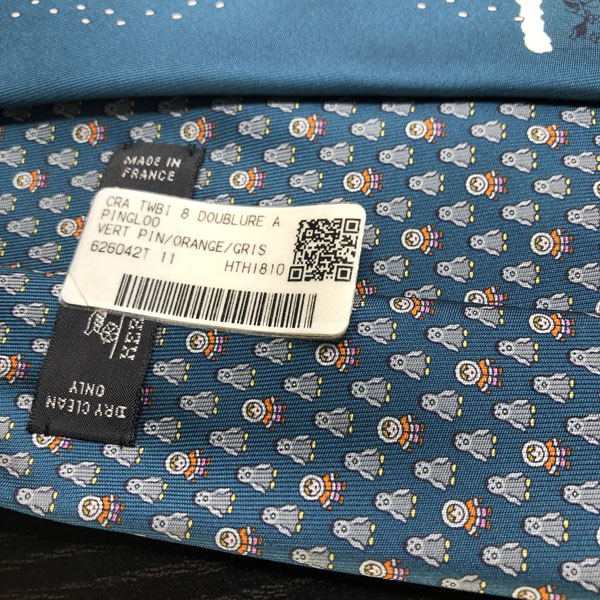 MADE IN
FRANCE
CRA TWBI 8 DOUBLURE A
PINGLOO
VERT PIN/ORANGE/GRIS
626042T 11
HTH1810
DRY CLEAN
ONLY